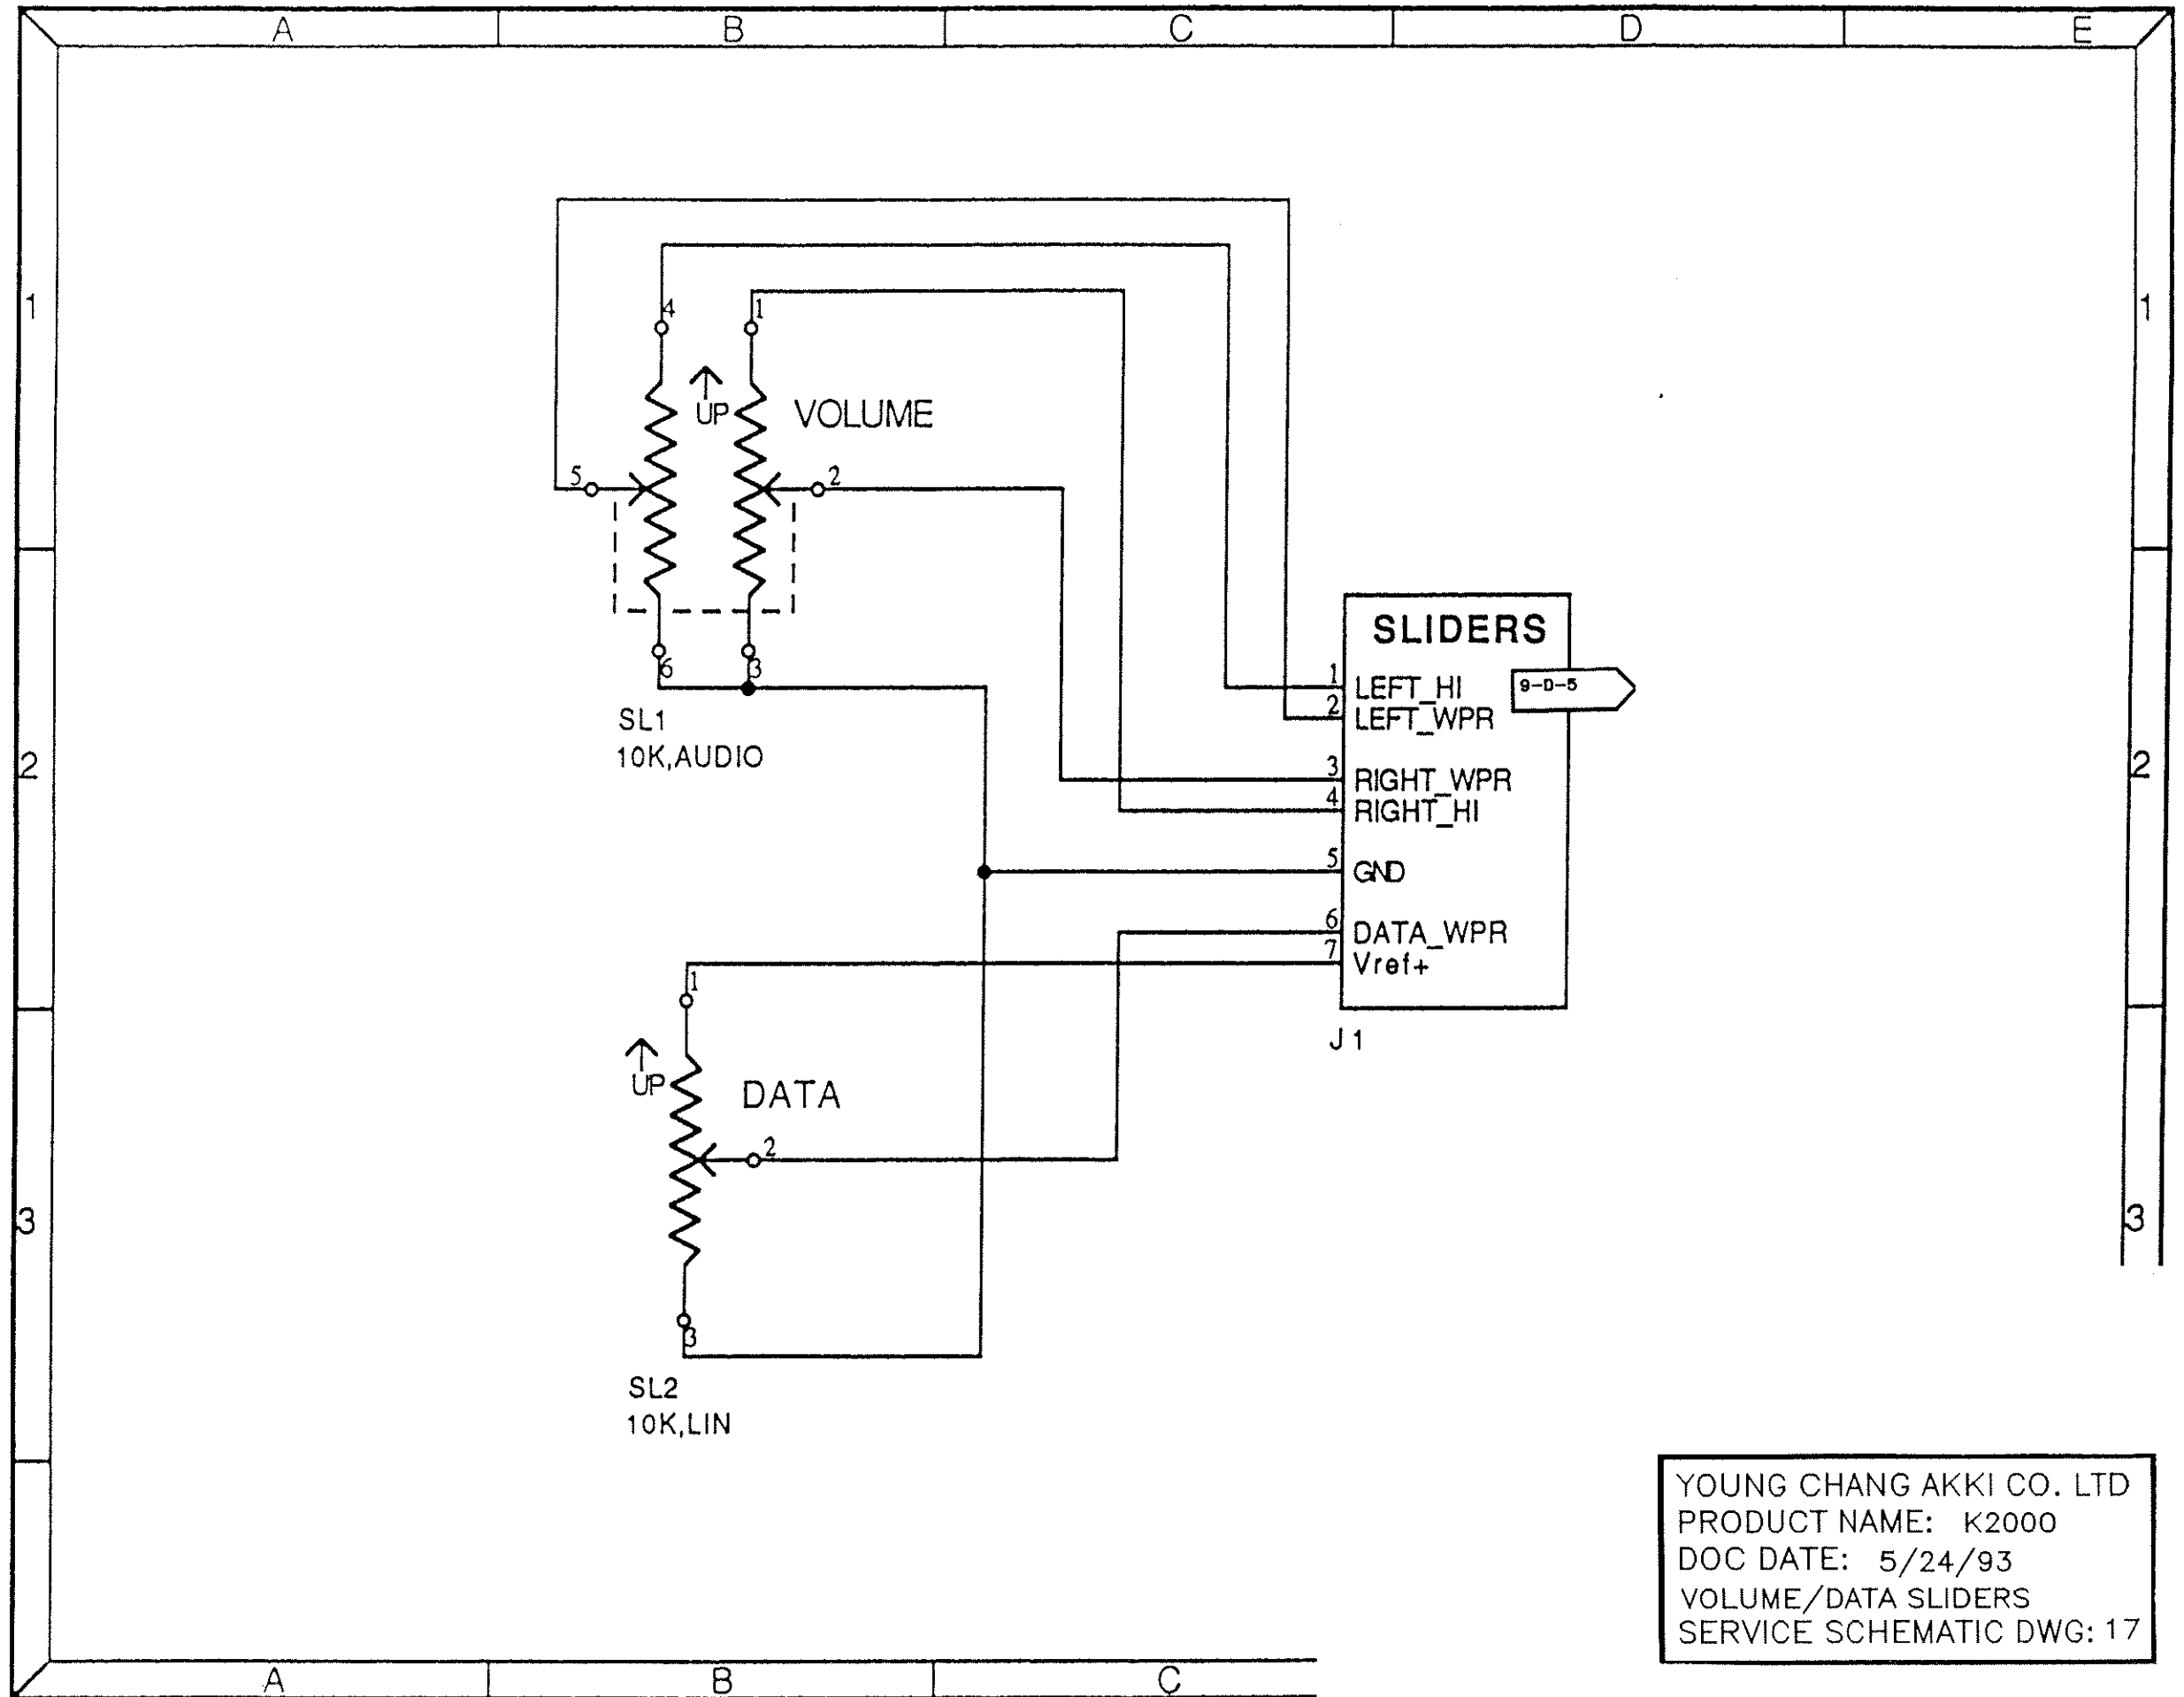 A B C D E
1 1
4 1
UP VOLUME
5 2
6 3
SL1
10K,AUDIO
SLIDERS
9-D-5
1 LEFT_HI
2 LEFT_WPR
3 RIGHT_WPR
4 RIGHT_HI
5 GND
6 DATA_WPR
7 Vref+
J1
2 2
1
UP DATA
2
3
SL2
10K,LIN
3 3
YOUNG CHANG AKKI CO. LTD
PRODUCT NAME: K2000
DOC DATE: 5/24/93
VOLUME/DATA SLIDERS
SERVICE SCHEMATIC DWG: 17
A B C